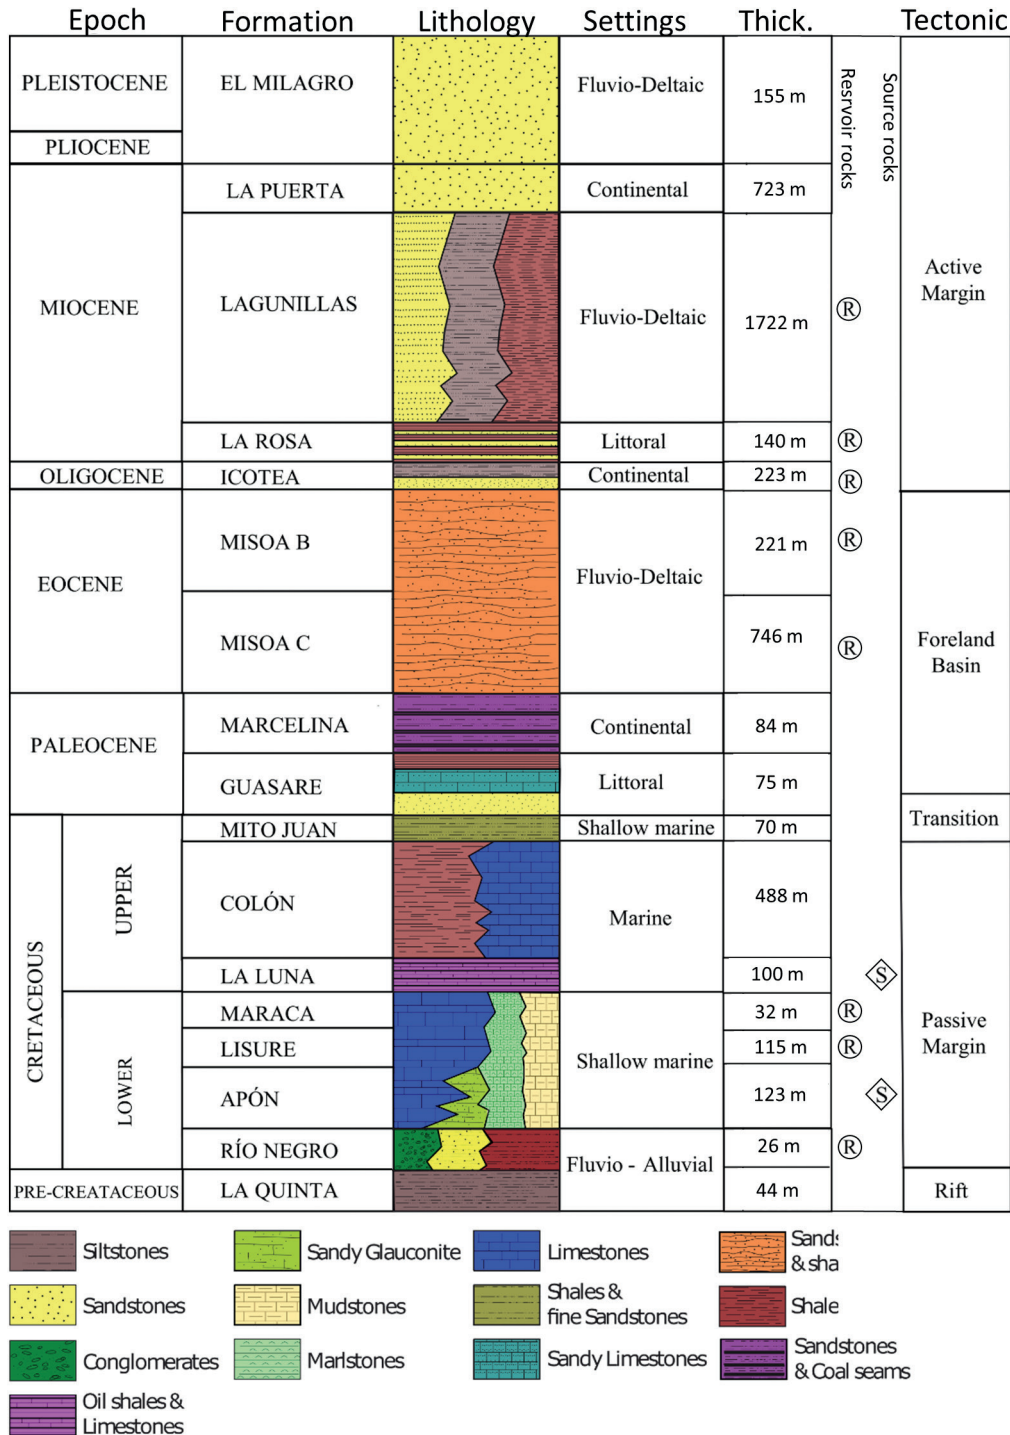 Epoch Formation Lithology Settings Thick. Tectonic
Resrvoir rocks
Source rocks
PLEISTOCENE EL MILAGRO Fluvio-Deltaic 155 m
PLIOCENE
LA PUERTA Continental 723 m
MIOCENE LAGUNILLAS Fluvio-Deltaic 1722 m R
Active
Margin
LA ROSA Littoral 140 m R
OLIGOCENE ICOTEA Continental 223 m R
MISOA B 221 m R
EOCENE Fluvio-Deltaic
MISOA C 746 m R
Foreland
Basin
MARCELINA Continental 84 m
PALEOCENE
GUASARE Littoral 75 m
MITO JUAN Shallow marine 70 m
Transition
CRETACEOUS
UPPER
COLÓN Marine 488 m
LA LUNA 100 m S
LOWER
MARACA 32 m R
LISURE Shallow marine 115 m R
Passive
Margin
APÓN 123 m S
RÍO NEGRO 26 m R
Fluvio - Alluvial
PRE-CREATACEOUS LA QUINTA 44 m Rift
Siltstones Sandy Glauconite Limestones Sands
& sha
Sandstones Mudstones Shales &
fine Sandstones Shale
Conglomerates Marlstones Sandy Limestones Sandstones
& Coal seams
Oil shales &
Limestones